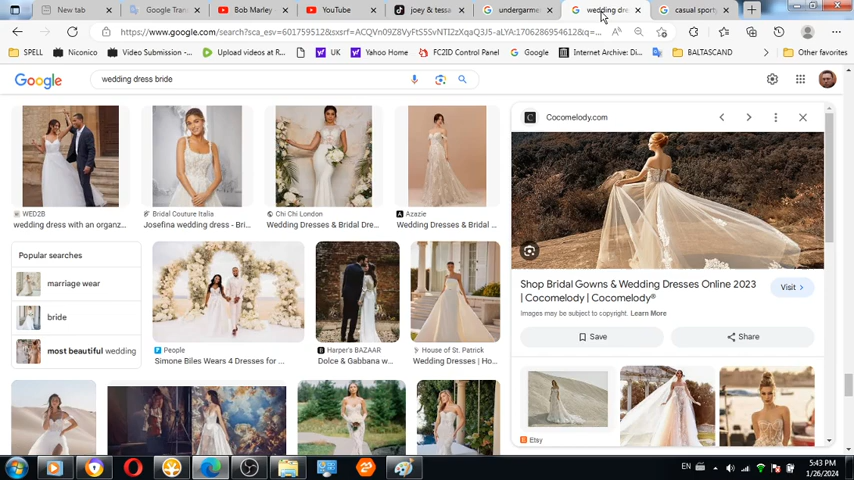 New tab
Google Tran
Bob Marley -
YouTube
joey & tessa
undergarme
wedding dre
casual sport
https://www.google.com/search?sca_esv=601759512&sxsrf=ACQVn09Z8VyFtS5vNTI2zXqaQ3J5-aLYA:1706286954612&q=...
SPELL
Niconico
Video Submission -...
Upload videos at R...
UK
Yahoo Home
FC2ID Control Panel
Google
Internet Archive: Di...
BALTASCAND
Other favorites
Google
wedding dress bride
WED2B
wedding dress with an organz...
Bridal Couture Italia
Josefina wedding dress - Bri...
Chi Chi London
Wedding Dresses & Bridal Dre...
Azazie
Wedding Dresses & Bridal ...
Popular searches
marriage wear
bride
most beautiful wedding
People
Simone Biles Wears 4 Dresses for ...
Harper's BAZAAR
Dolce & Gabbana w...
House of St. Patrick
Wedding Dresses | Ho...
C
Cocomelody.com
Shop Bridal Gowns & Wedding Dresses Online 2023
| Cocomelody | Cocomelody®
Visit
Images may be subject to copyright. Learn More
Save
Share
Etsy
EN
5:43 PM
1/26/2024